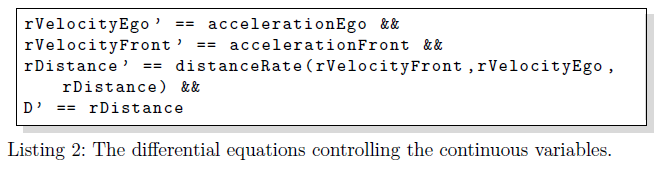 rVelocityEgo’ == accelerationEgo &&
rVelocityFront’ == accelerationFront &&
rDistance’ == distanceRate(rVelocityFront,rVelocityEgo,
rDistance) &&
D’ == rDistance
Listing 2: The differential equations controlling the continuous variables.